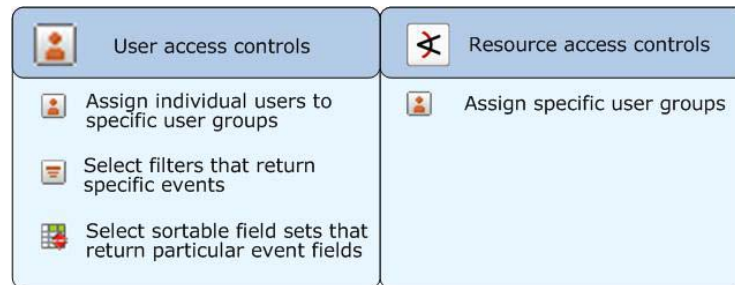 User access controls
Assign individual users to
specific user groups
Select filters that return
specific events
Select sortable field sets that
return particular event fields
Resource access controls
Assign specific user groups